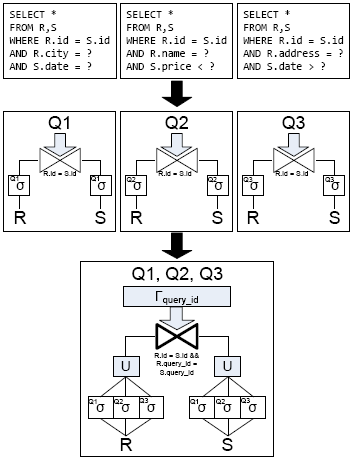 SELECT *
FROM R,S
WHERE R.id = S.id
AND R.city = ?
AND S.date = ?
SELECT *
FROM R,S
WHERE R.id = S.id
AND R.name = ?
AND S.price < ?
SELECT *
FROM R,S
WHERE R.id = S.id
AND R.address = ?
AND S.date > ?
Q1
R.id = S.id
Q1 σ
Q1 σ
R S
Q2
R.id = S.id
Q2 σ
Q2 σ
R S
Q3
R.id = S.id
Q3 σ
Q3 σ
R S
Q1, Q2, Q3
Γquery_id
R.id = S.id &&
R.query_id =
S.query_id
U U
Q1 σ Q2 σ Q3 σ
Q1 σ Q2 σ Q3 σ
R S